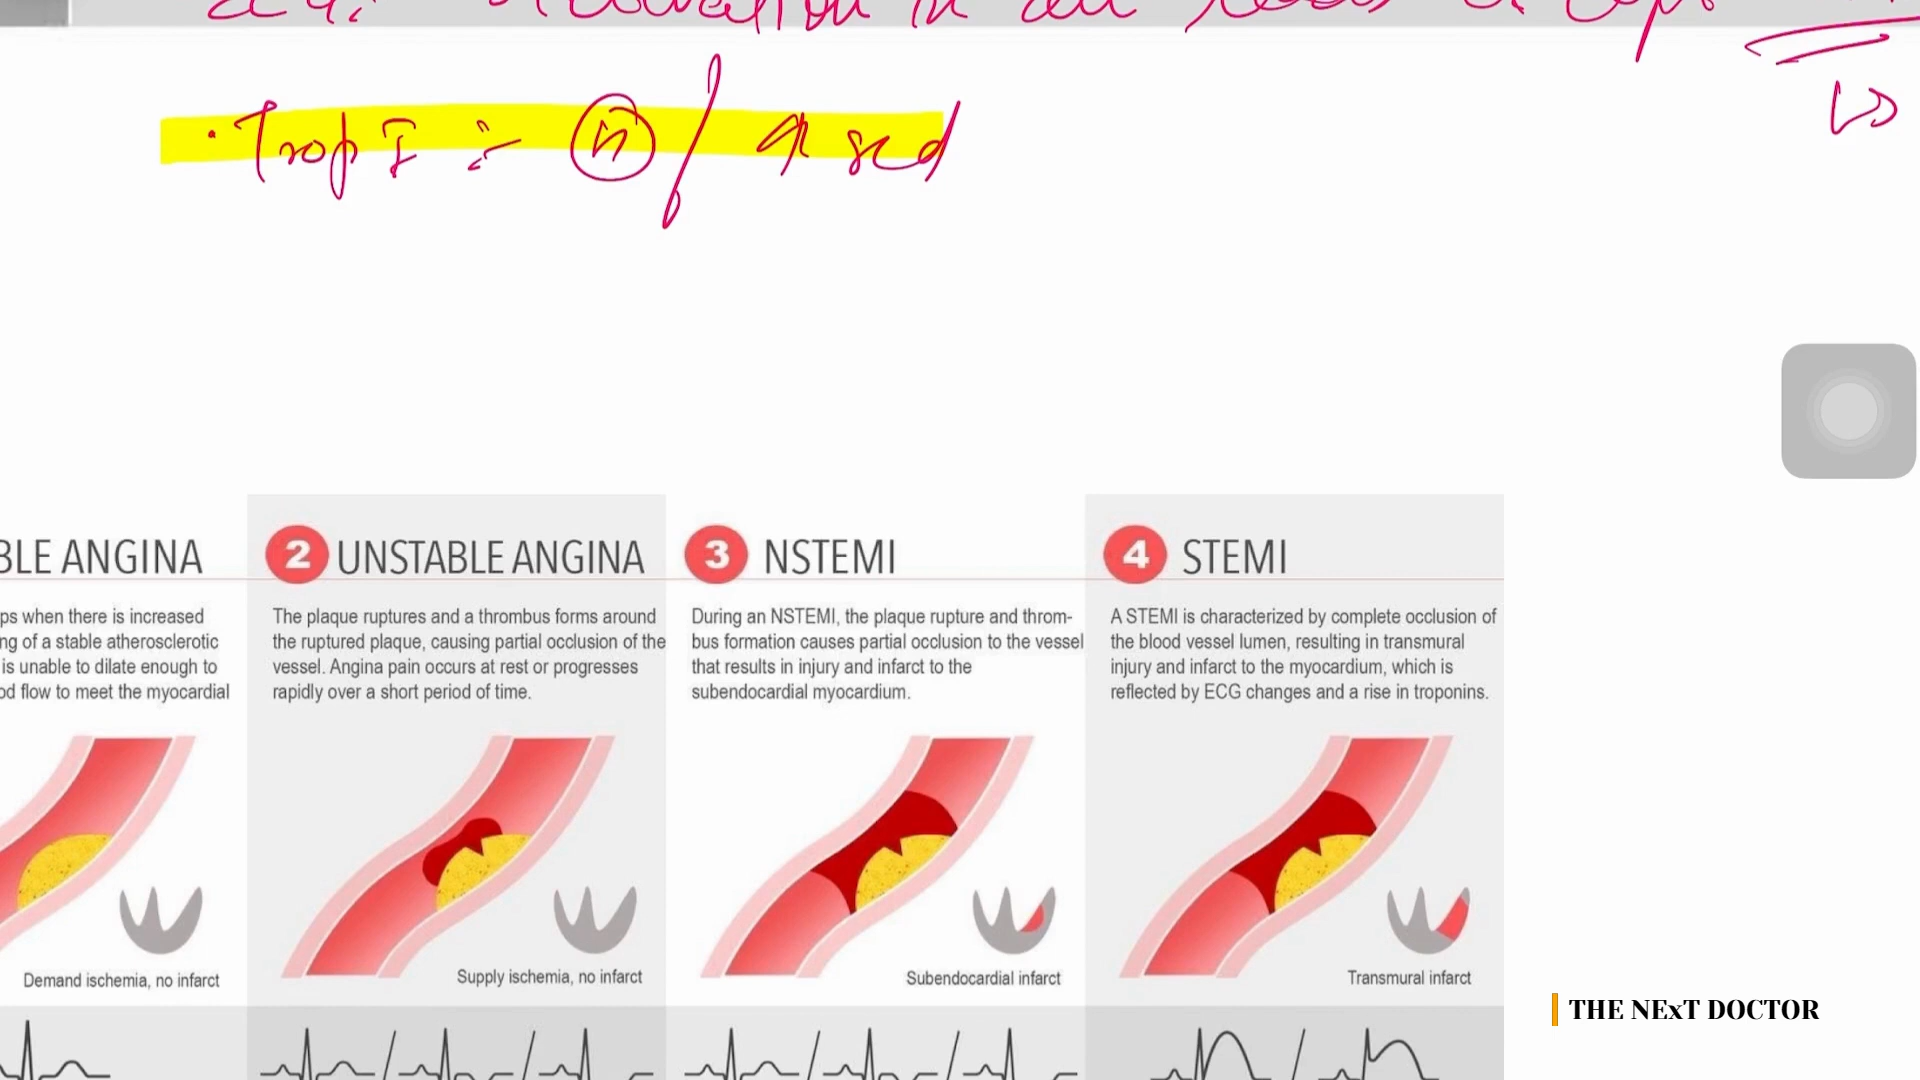 Trop I :- n /
BLE ANGINA
ps when there is increased
ng of a stable atherosclerotic
is unable to dilate enough to
od flow to meet the myocardial
Demand ischemia, no infarct
2 UNSTABLE ANGINA
The plaque ruptures and a thrombus forms around
the ruptured plaque, causing partial occlusion of the
vessel. Angina pain occurs at rest or progresses
rapidly over a short period of time.
Supply ischemia, no infarct
3 NSTEMI
During an NSTEMI, the plaque rupture and throm-
bus formation causes partial occlusion to the vessel
that results in injury and infarct to the
subendocardial myocardium.
Subendocardial infarct
4 STEMI
A STEMI is characterized by complete occlusion of
the blood vessel lumen, resulting in transmural
injury and infarct to the myocardium, which is
reflected by ECG changes and a rise in troponins.
Transmural infarct
THE NExT DOCTOR